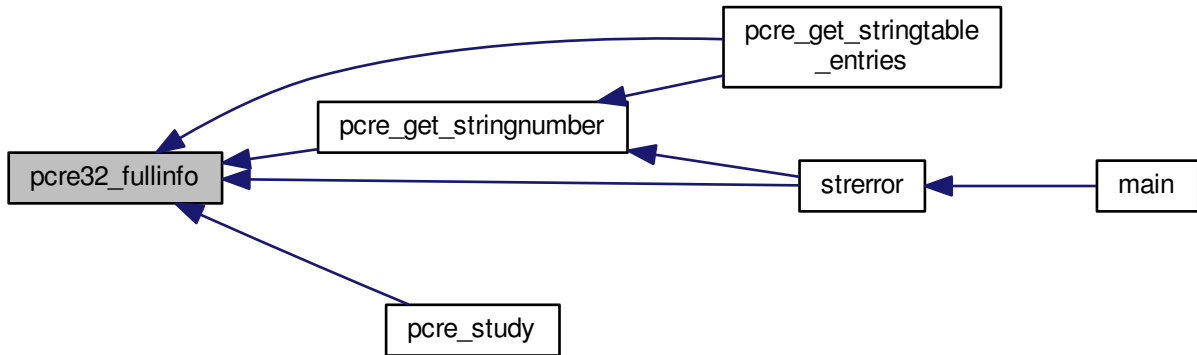 pcre_get_stringtable
_entries
pcre_get_stringnumber
pcre32_fullinfo
strerror
main
pcre_study